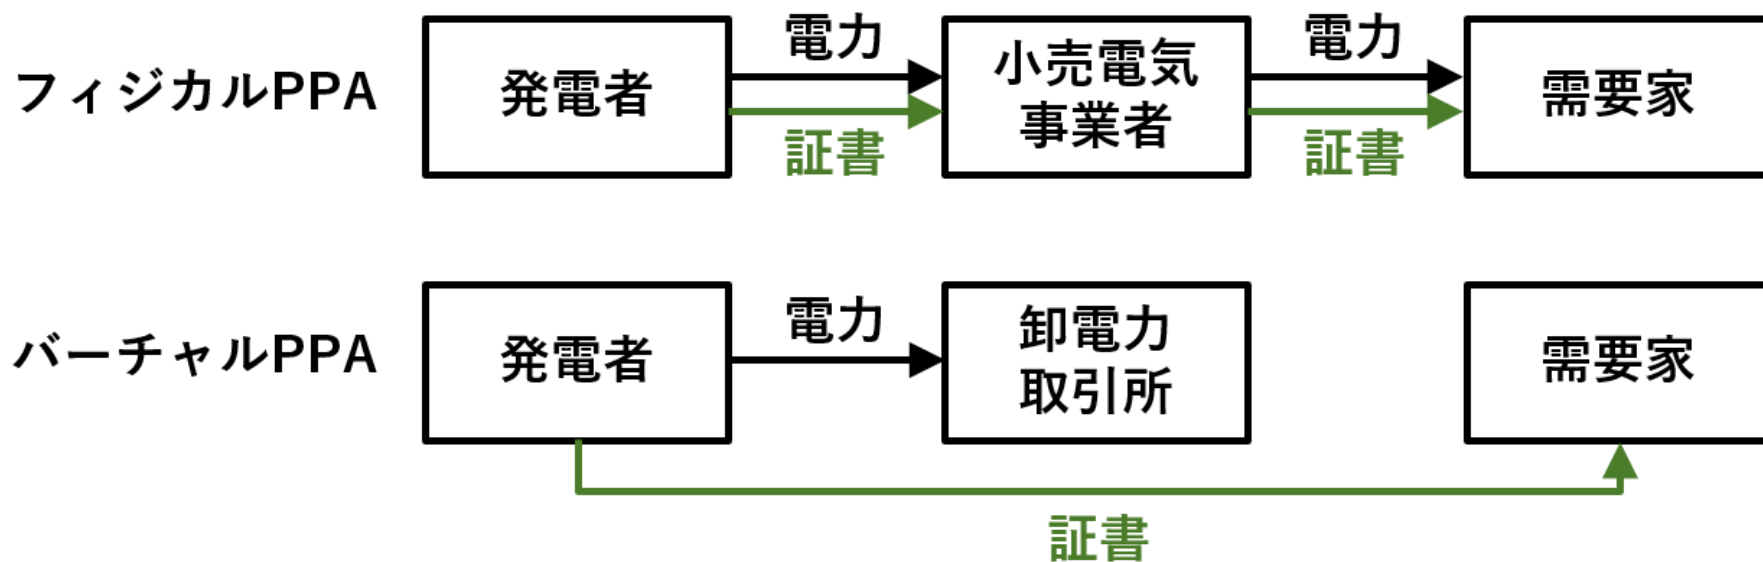 フィジカルPPA
発電者
電力
証書
小売電気
事業者
電力
証書
需要家
バーチャルPPA
発電者
電力
卸電力
取引所
需要家
証書